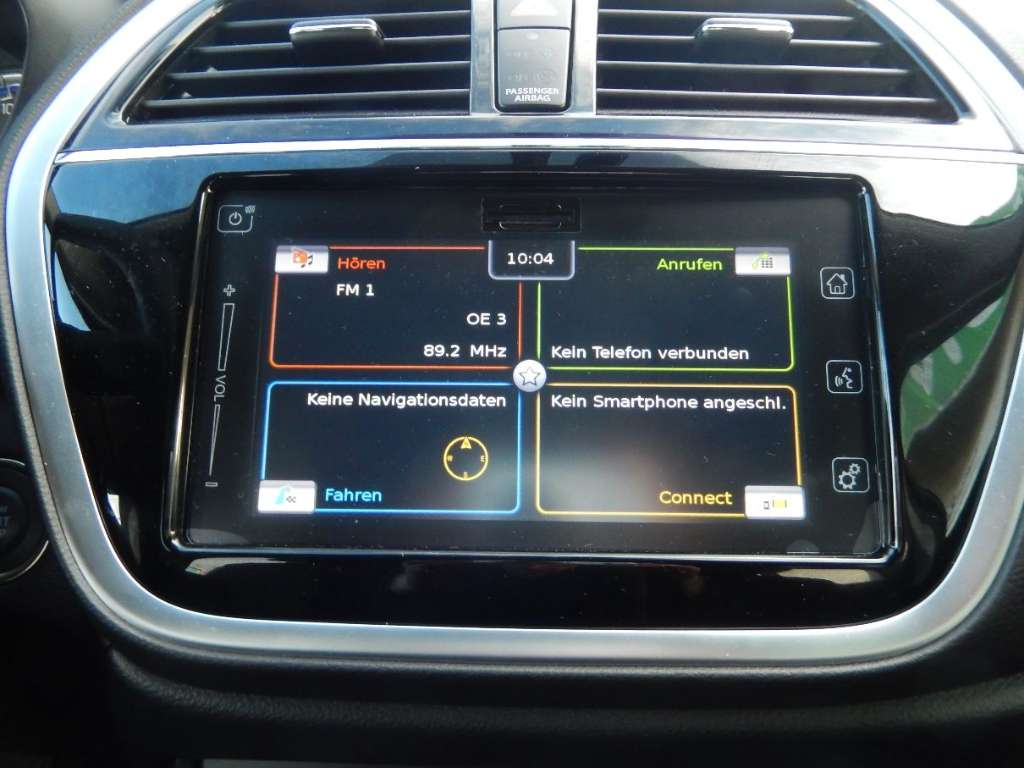 PASSENGER
AIRBAG
10:04
Hören
Anrufen
FM 1
OE 3
89.2 MHz
Kein Telefon verbunden
VOL
Keine Navigationsdaten
Kein Smartphone angeschl.
Fahren
Connect